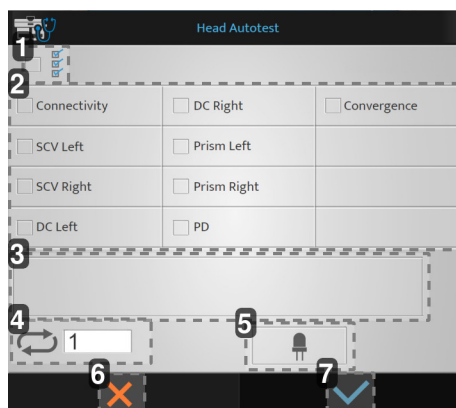 Head Autotest
1
2
Connectivity DC Right Convergence
SCV Left Prism Left
SCV Right Prism Right
DC Left PD
3
4 1 5
6 7